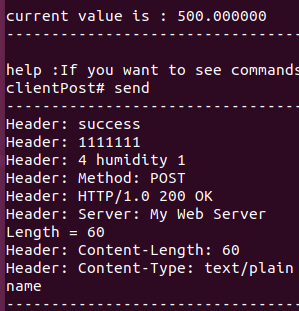 current value is : 500.000000
------------------------------------
help :If you want to see commands
clientPost# send
------------------------------------
Header: success
Header: 1111111
Header: 4 humidity 1
Header: Method: POST
Header: HTTP/1.0 200 OK
Header: Server: My Web Server
Length = 60
Header: Content-Length: 60
Header: Content-Type: text/plain
name
------------------------------------